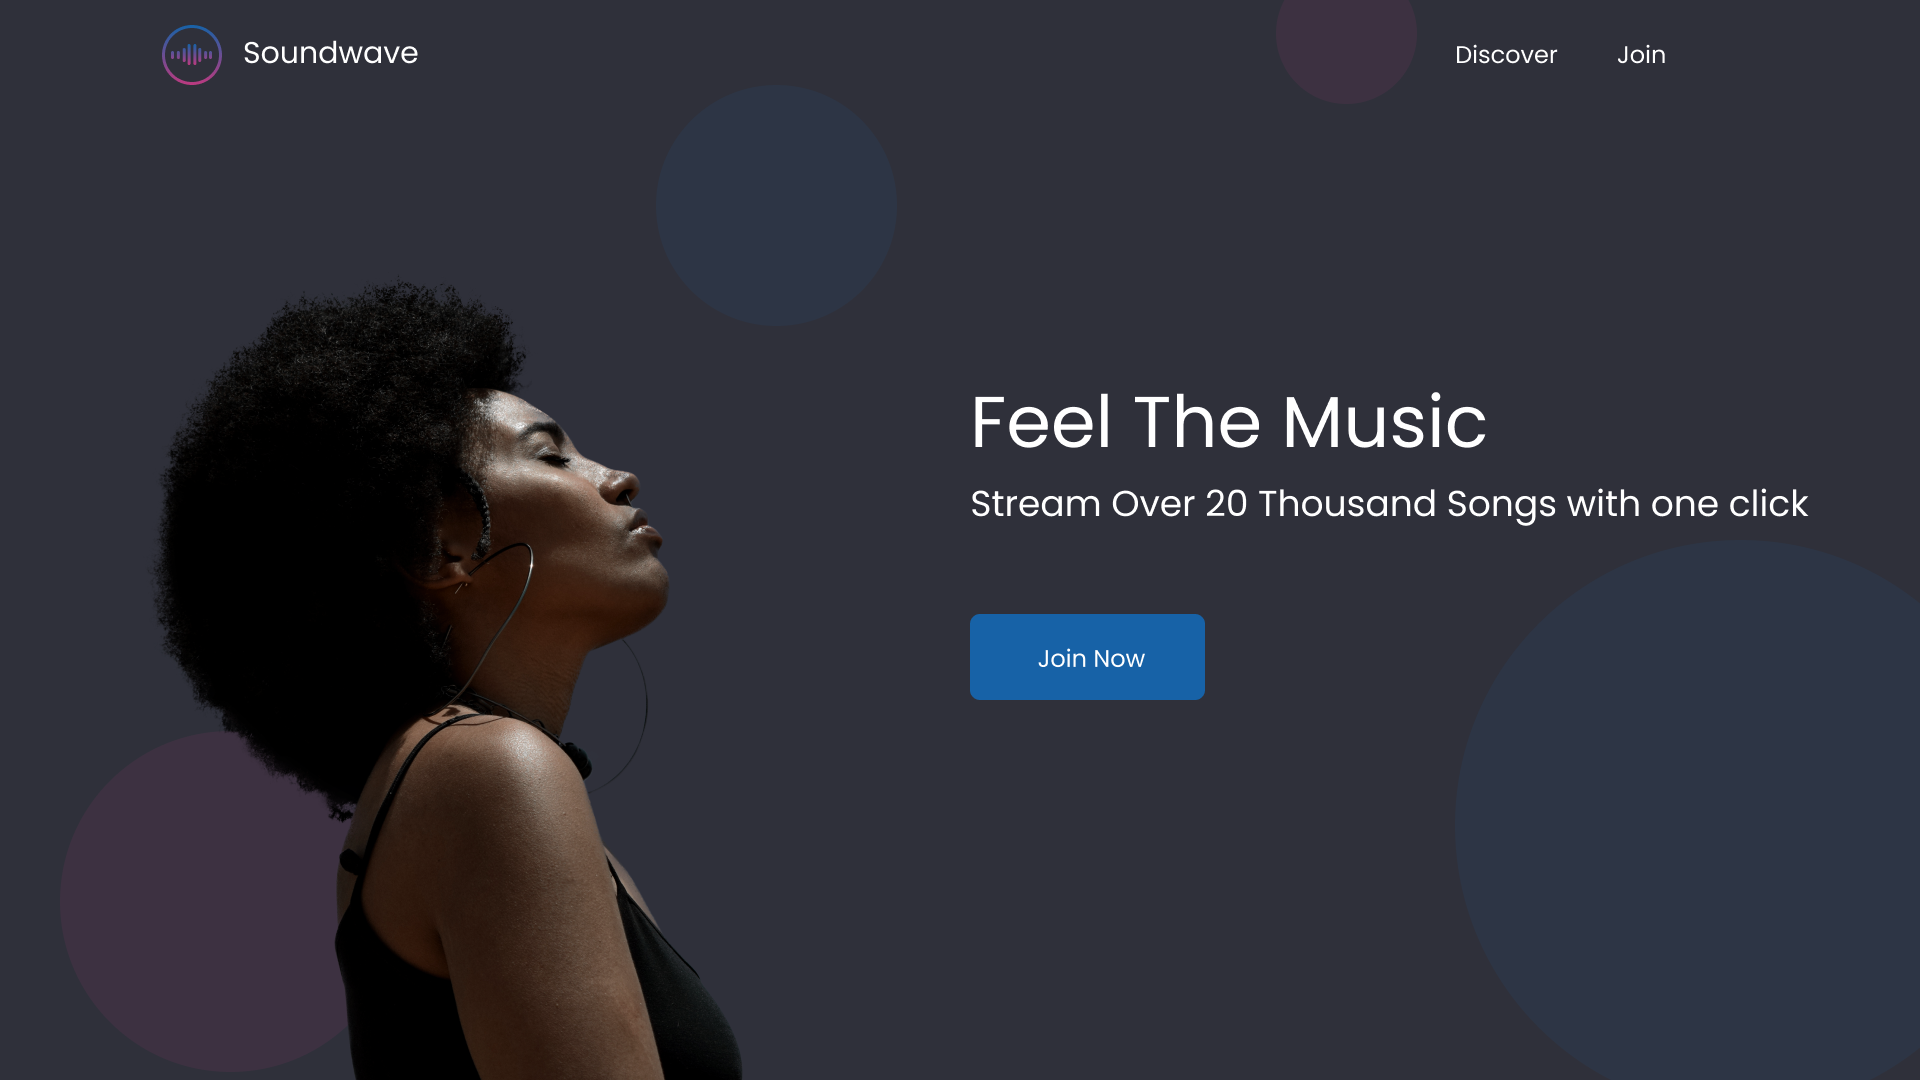 Soundwave
Discover
Join
Feel The Music
Stream Over 20 Thousand Songs with one click
Join Now